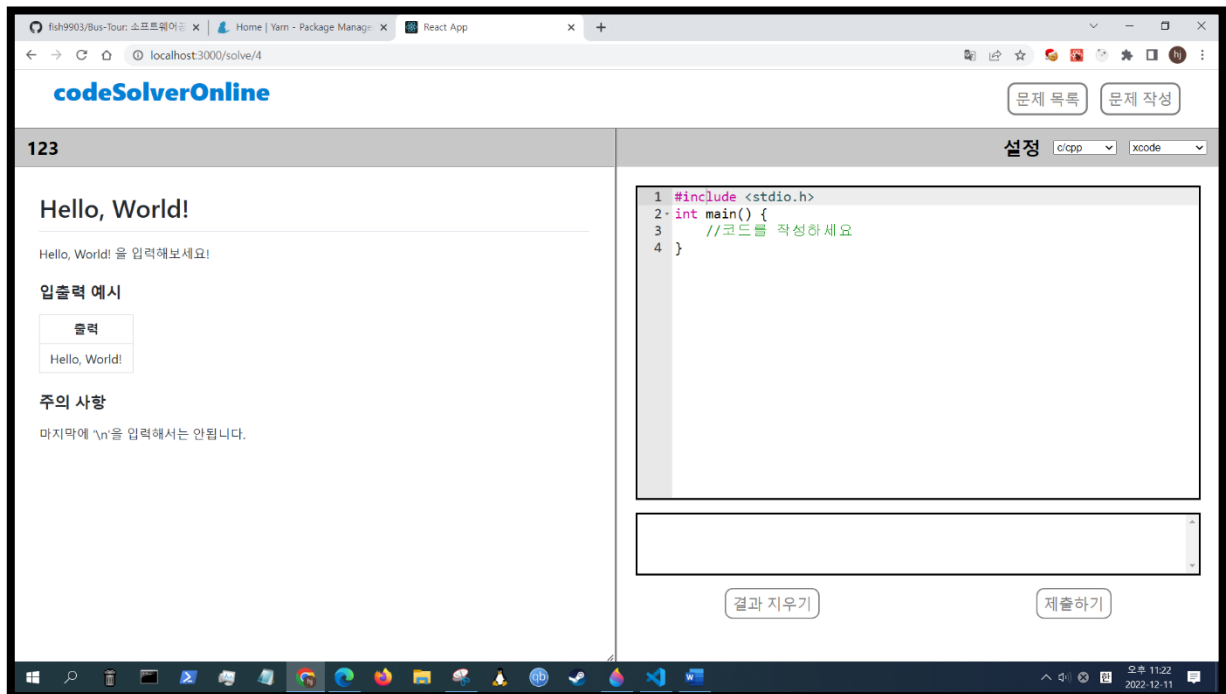 fish9903/Bus-Tour: 소프트웨어공
Home | Yarn - Package Manage
React App
localhost:3000/solve/4
hj
codeSolverOnline
문제 목록
문제 작성
123
설정
c/cpp
xcode
Hello, World!
Hello, World! 을 입력해보세요!
입출력 예시
출력
Hello, World!
주의 사항
마지막에 '\n'을 입력해서는 안됩니다.
1 #include <stdio.h>
2 int main() {
3 //코드를 작성하세요
4 }
결과 지우기
제출하기
qb
한
오후 11:22
2022-12-11